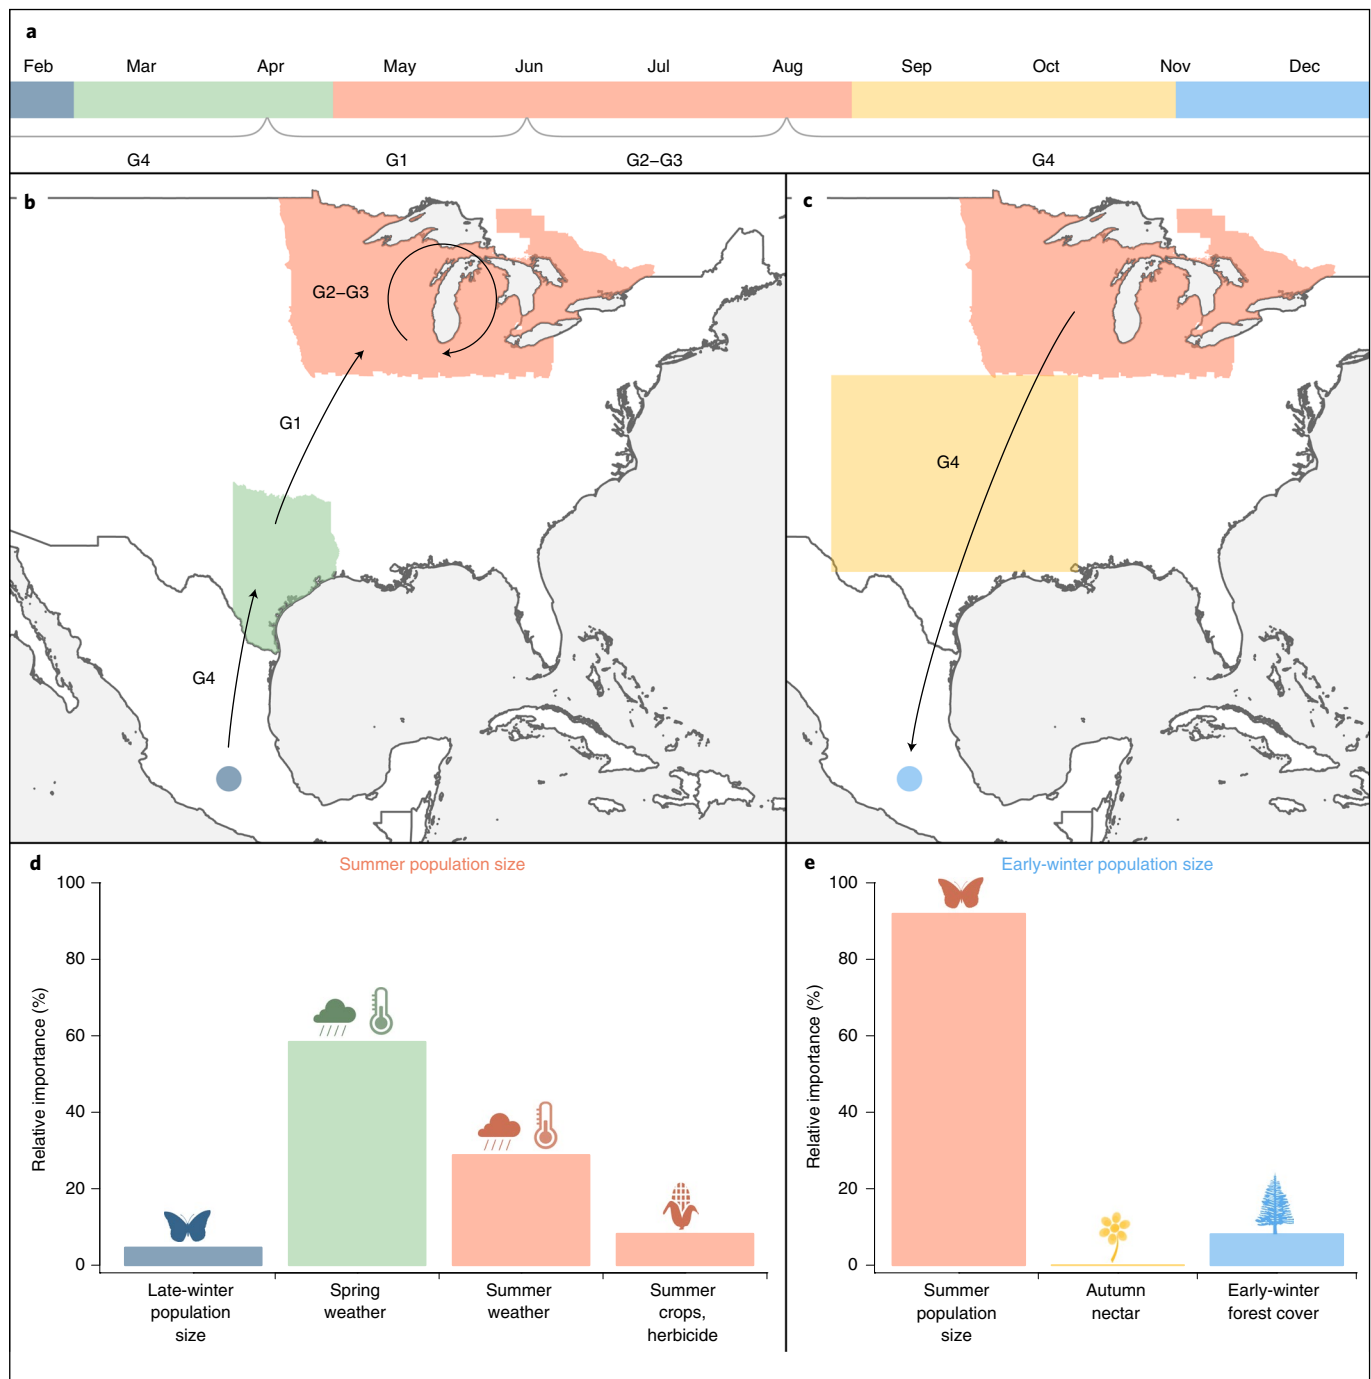 a
Feb Mar Apr May Jun Jul Aug Sep Oct Nov Dec
G4 G1 G2–G3 G4
b
G2–G3
G1
G4
c
G4
d
Summer population size
Relative importance (%)
100
80
60
40
20
0
Late-winter
population
size
Spring
weather
Summer
weather
Summer
crops,
herbicide
e
Early-winter population size
Relative importance (%)
100
80
60
40
20
0
Summer
population
size
Autumn
nectar
Early-winter
forest cover